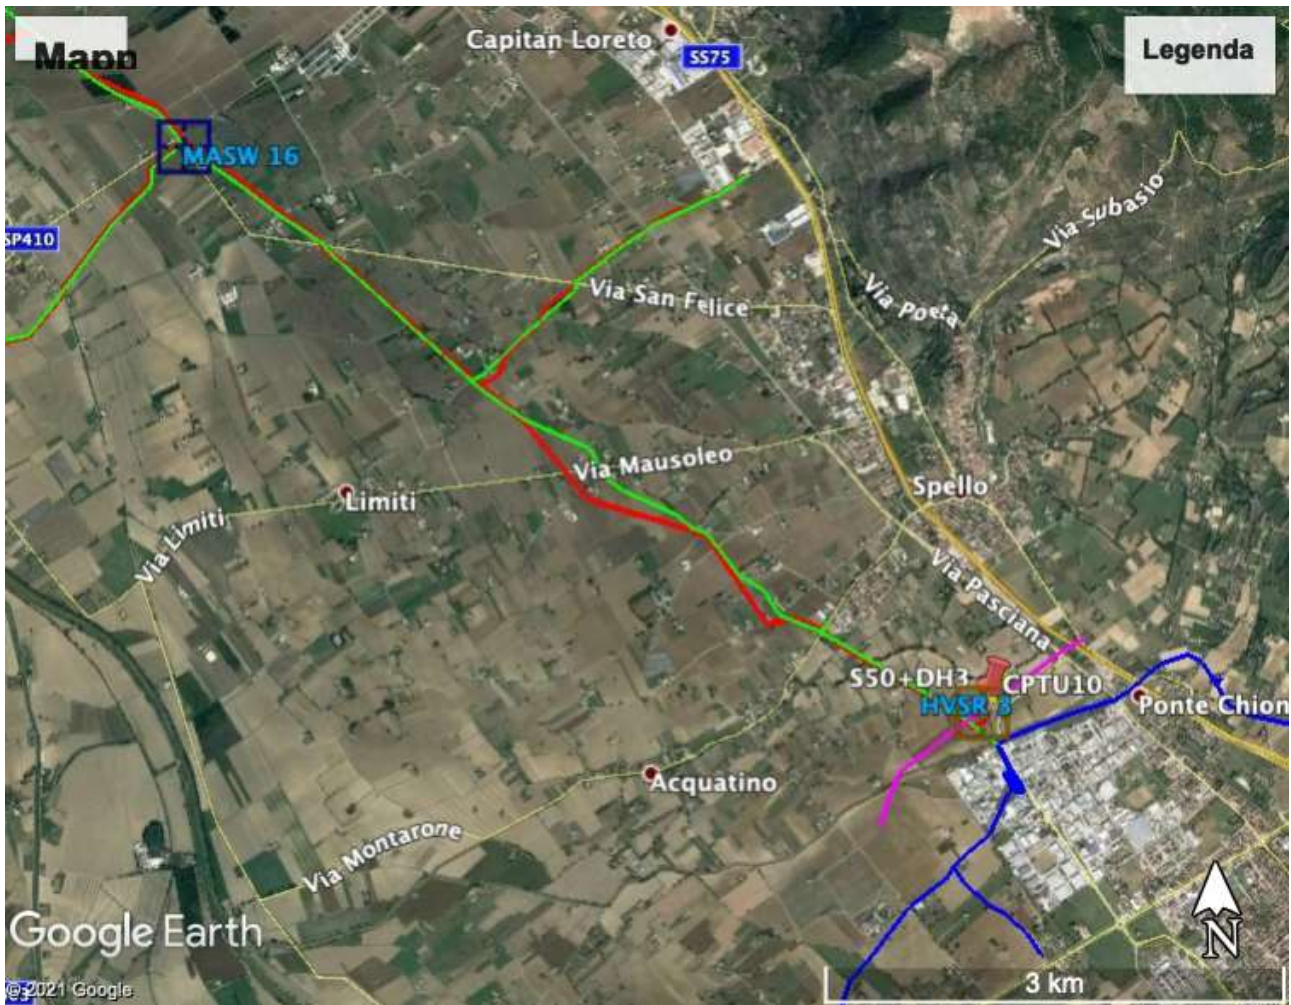 Capitan Loreto
SS75
Legenda
Mapp
MASW 16
SP410
Via Subasio
Via San Felice
Via Poeta
Via Mausoleo
Spello
Limiti
Via Limiti
Via Pasciana
S50+DH3
CPTU10
HVSR 3
Ponte Chion
Acquatino
Via Montarone
Google Earth
N
3 km
© 2021 Google